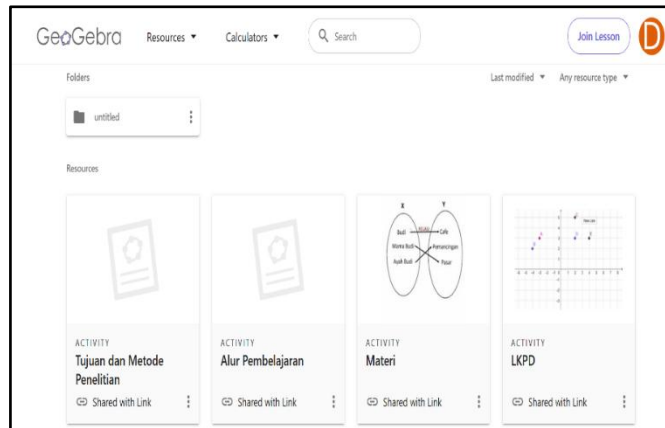 GeoGebra Resources Calculators Search Join Lesson D
Folders Last modified Any resource type
untitled
Resources
X Y
Budi Cafe
Mama Budi Pemancingan
Ayah Budi Pasar
ACTIVITY
Tujuan dan Metode
Penelitian
Shared with Link
ACTIVITY
Alur Pembelajaran
Shared with Link
ACTIVITY
Materi
Shared with Link
ACTIVITY
LKPD
Shared with Link